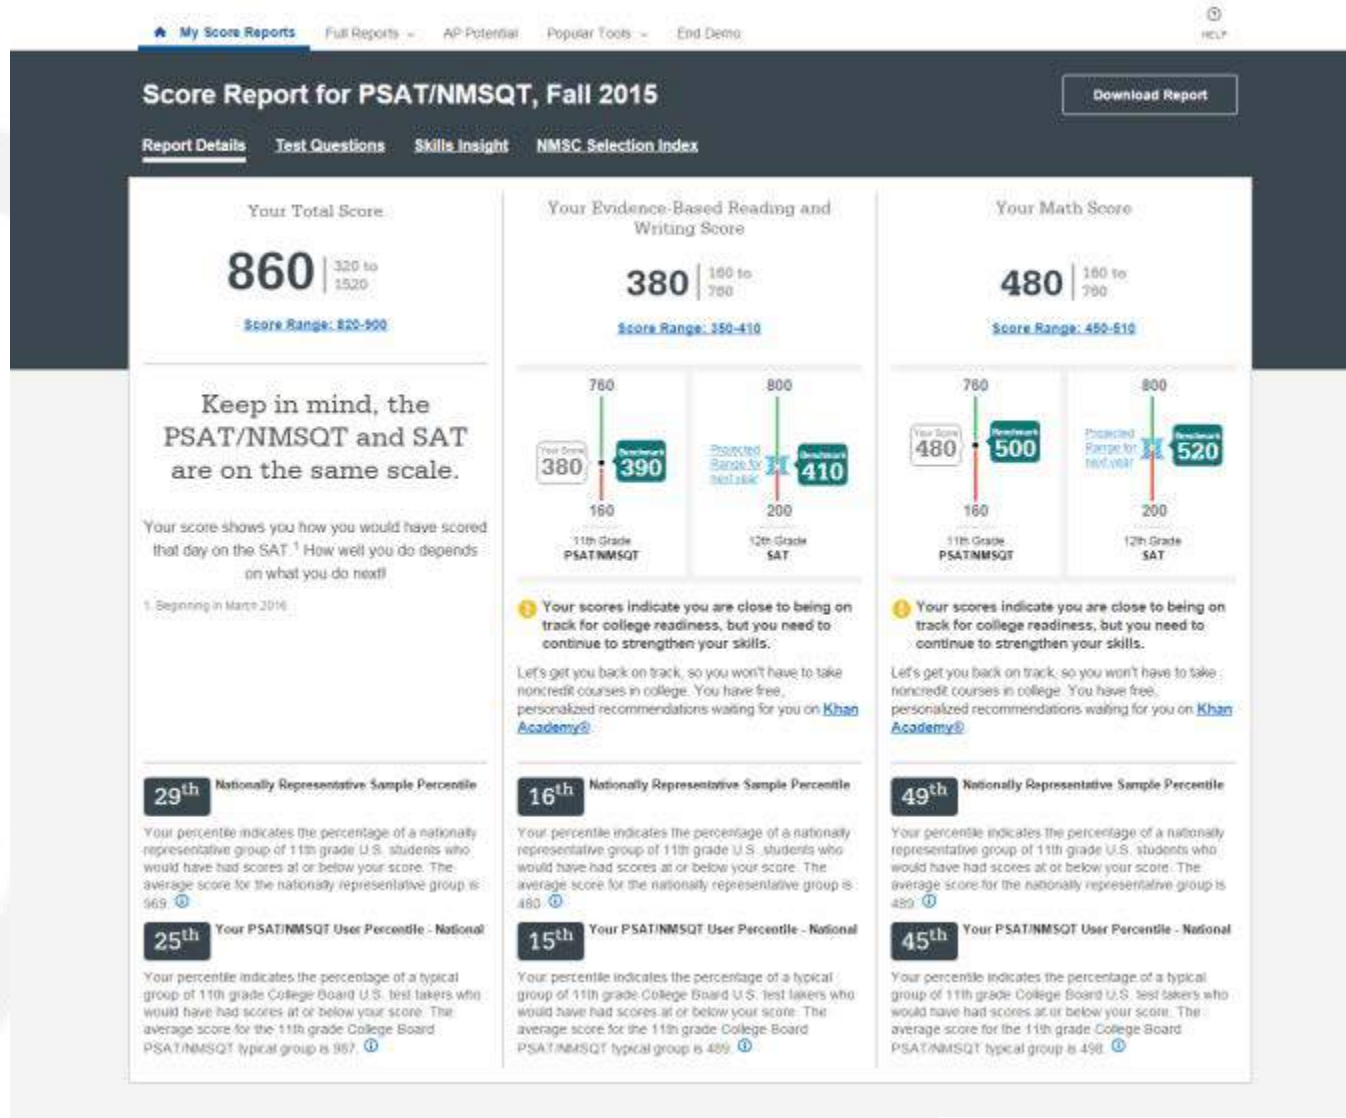 My Score Reports
Full Reports
AP Potential
Popular Tools
End Demo
HELP
Score Report for PSAT/NMSQT, Fall 2015
Download Report
Report Details
Test Questions
Skills Insight
NMSC Selection Index
Your Total Score
860
320 to
1520
Score Range: 820-900
Keep in mind, the
PSAT/NMSQT and SAT
are on the same scale.
Your score shows you how you would have scored
that day on the SAT.1 How well you do depends
on what you do next!
1. Beginning in March 2016
29th
Nationally Representative Sample Percentile
Your percentile indicates the percentage of a nationally
representative group of 11th grade U.S. students who
would have had scores at or below your score. The
average score for the nationally representative group is
969.
25th
Your PSAT/NMSQT User Percentile - National
Your percentile indicates the percentage of a typical
group of 11th grade College Board U.S. test takers who
would have had scores at or below your score. The
average score for the 11th grade College Board
PSAT/NMSQT typical group is 987.
Your Evidence-Based Reading and
Writing Score
380
160 to
760
Score Range: 350-410
760
Your Score
380
Benchmark
390
160
11th Grade
PSAT/NMSQT
800
Projected
Range for
next year
Benchmark
410
200
12th Grade
SAT
Your scores indicate you are close to being on
track for college readiness, but you need to
continue to strengthen your skills.
Let's get you back on track, so you won't have to take
noncredit courses in college. You have free,
personalized recommendations waiting for you on Khan
Academy®.
16th
Nationally Representative Sample Percentile
Your percentile indicates the percentage of a nationally
representative group of 11th grade U.S. students who
would have had scores at or below your score. The
average score for the nationally representative group is
480.
15th
Your PSAT/NMSQT User Percentile - National
Your percentile indicates the percentage of a typical
group of 11th grade College Board U.S. test takers who
would have had scores at or below your score. The
average score for the 11th grade College Board
PSAT/NMSQT typical group is 489.
Your Math Score
480
160 to
760
Score Range: 450-510
760
Your Score
480
Benchmark
500
160
11th Grade
PSAT/NMSQT
800
Projected
Range for
next year
Benchmark
520
200
12th Grade
SAT
Your scores indicate you are close to being on
track for college readiness, but you need to
continue to strengthen your skills.
Let's get you back on track, so you won't have to take
noncredit courses in college. You have free,
personalized recommendations waiting for you on Khan
Academy®.
49th
Nationally Representative Sample Percentile
Your percentile indicates the percentage of a nationally
representative group of 11th grade U.S. students who
would have had scores at or below your score. The
average score for the nationally representative group is
489.
45th
Your PSAT/NMSQT User Percentile - National
Your percentile indicates the percentage of a typical
group of 11th grade College Board U.S. test takers who
would have had scores at or below your score. The
average score for the 11th grade College Board
PSAT/NMSQT typical group is 498.